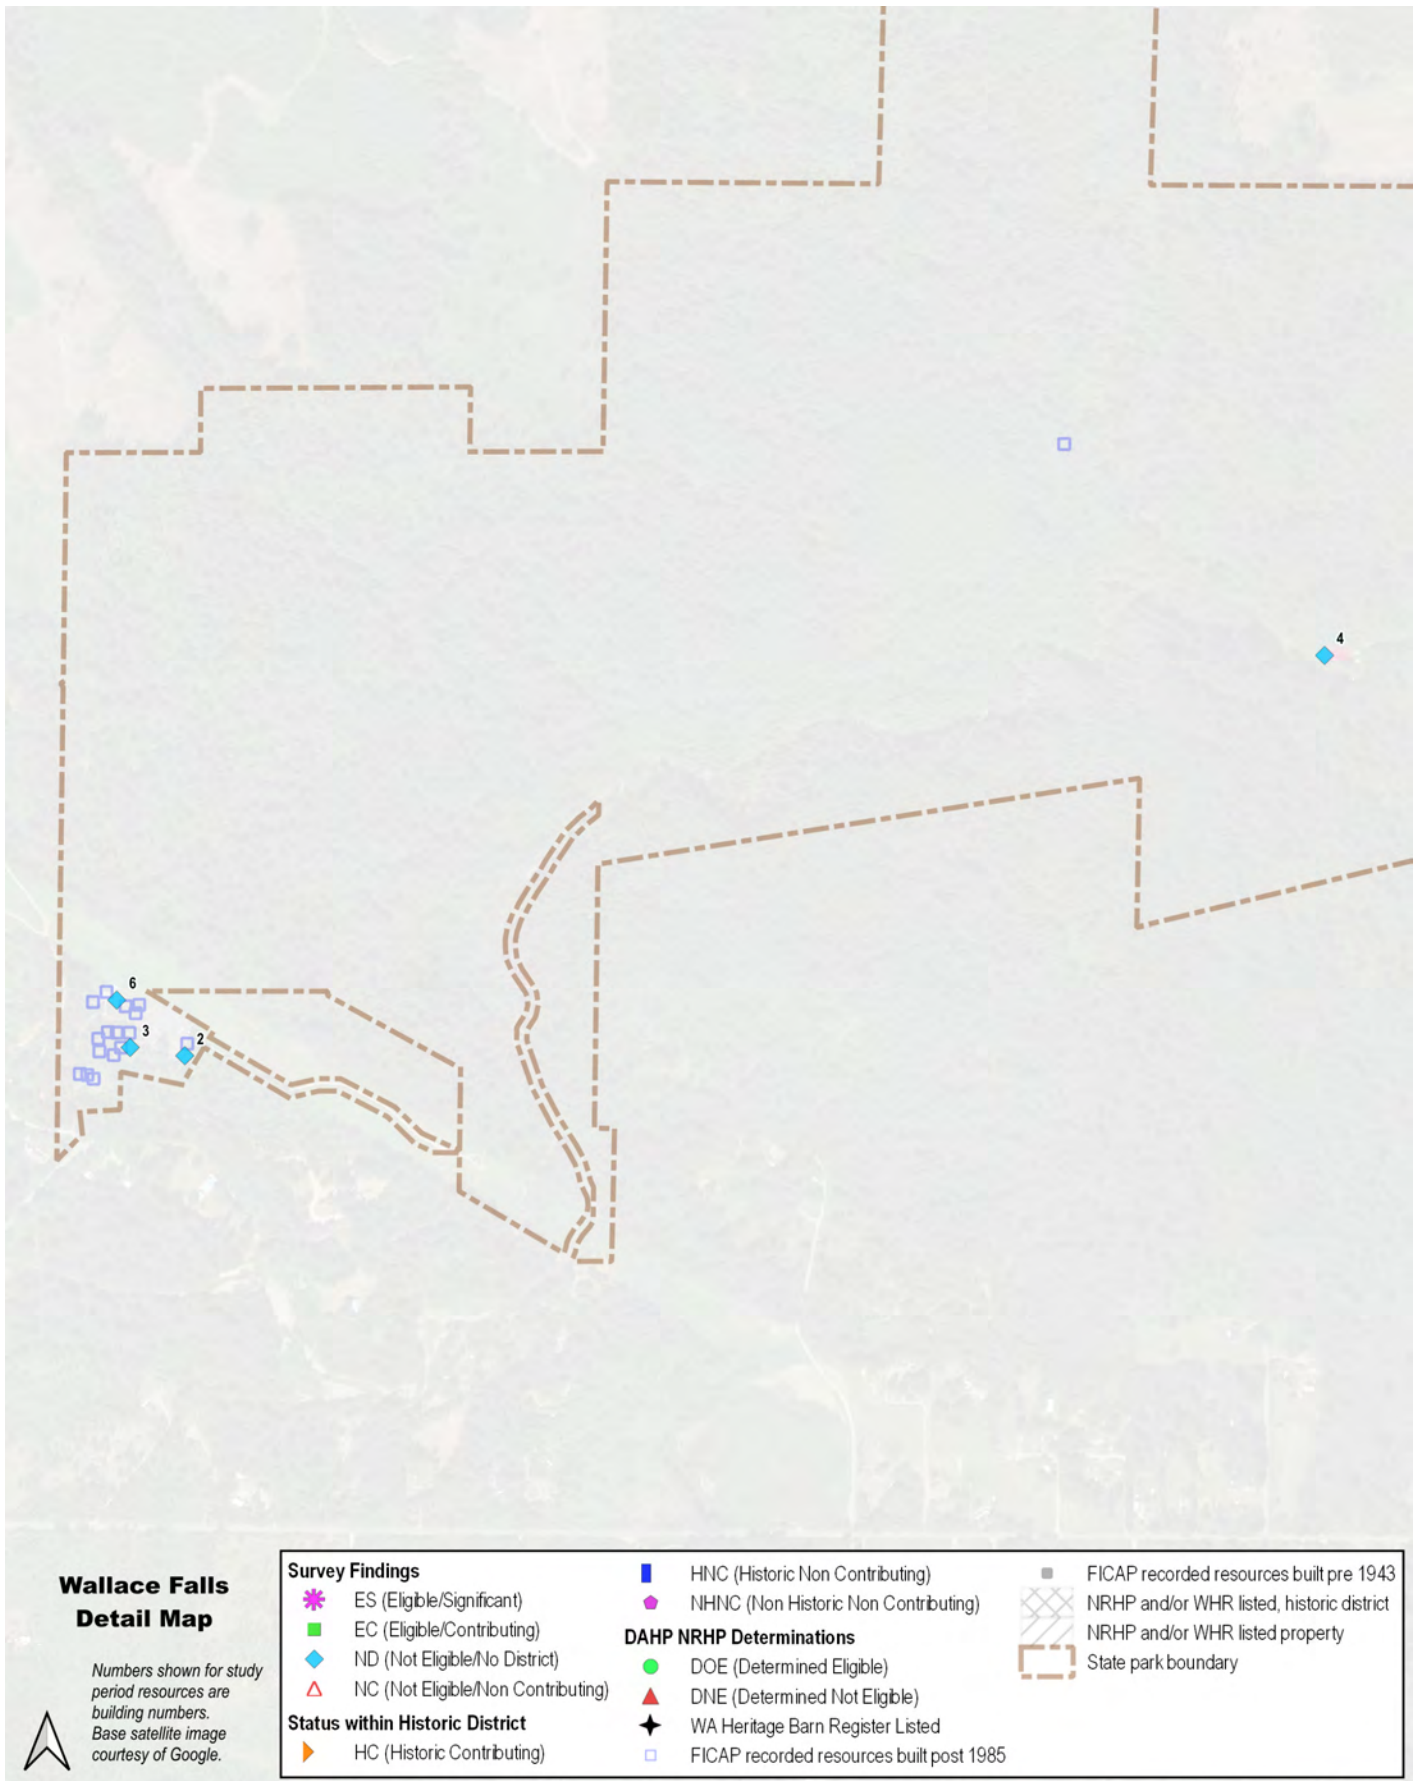 4
6
3
2
Wallace Falls
Detail Map
Numbers shown for study
period resources are
building numbers.
Base satellite image
courtesy of Google.
Survey Findings
ES (Eligible/Significant)
EC (Eligible/Contributing)
ND (Not Eligible/No District)
NC (Not Eligible/Non Contributing)
Status within Historic District
HC (Historic Contributing)
HNC (Historic Non Contributing)
NHNC (Non Historic Non Contributing)
DAHP NRHP Determinations
DOE (Determined Eligible)
DNE (Determined Not Eligible)
WA Heritage Barn Register Listed
FICAP recorded resources built post 1985
FICAP recorded resources built pre 1943
NRHP and/or WHR listed, historic district
NRHP and/or WHR listed property
State park boundary